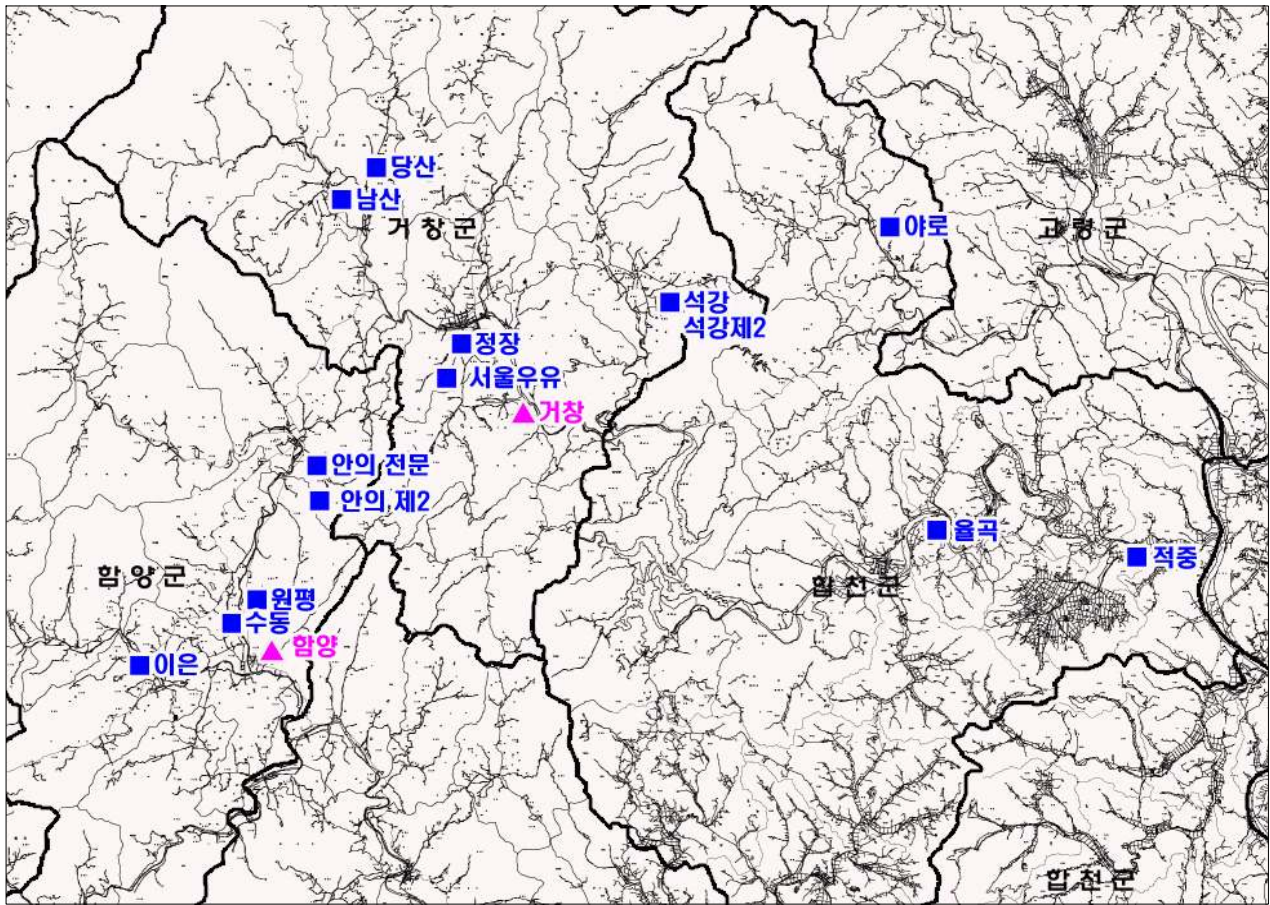 당산
남산
거창군
야로
고령군
석강
석강제2
정장
서울우유
거창
안의 전문
안의 제2
율곡
적중
함양군
합천군
원평
수동
함양
이은
합천군